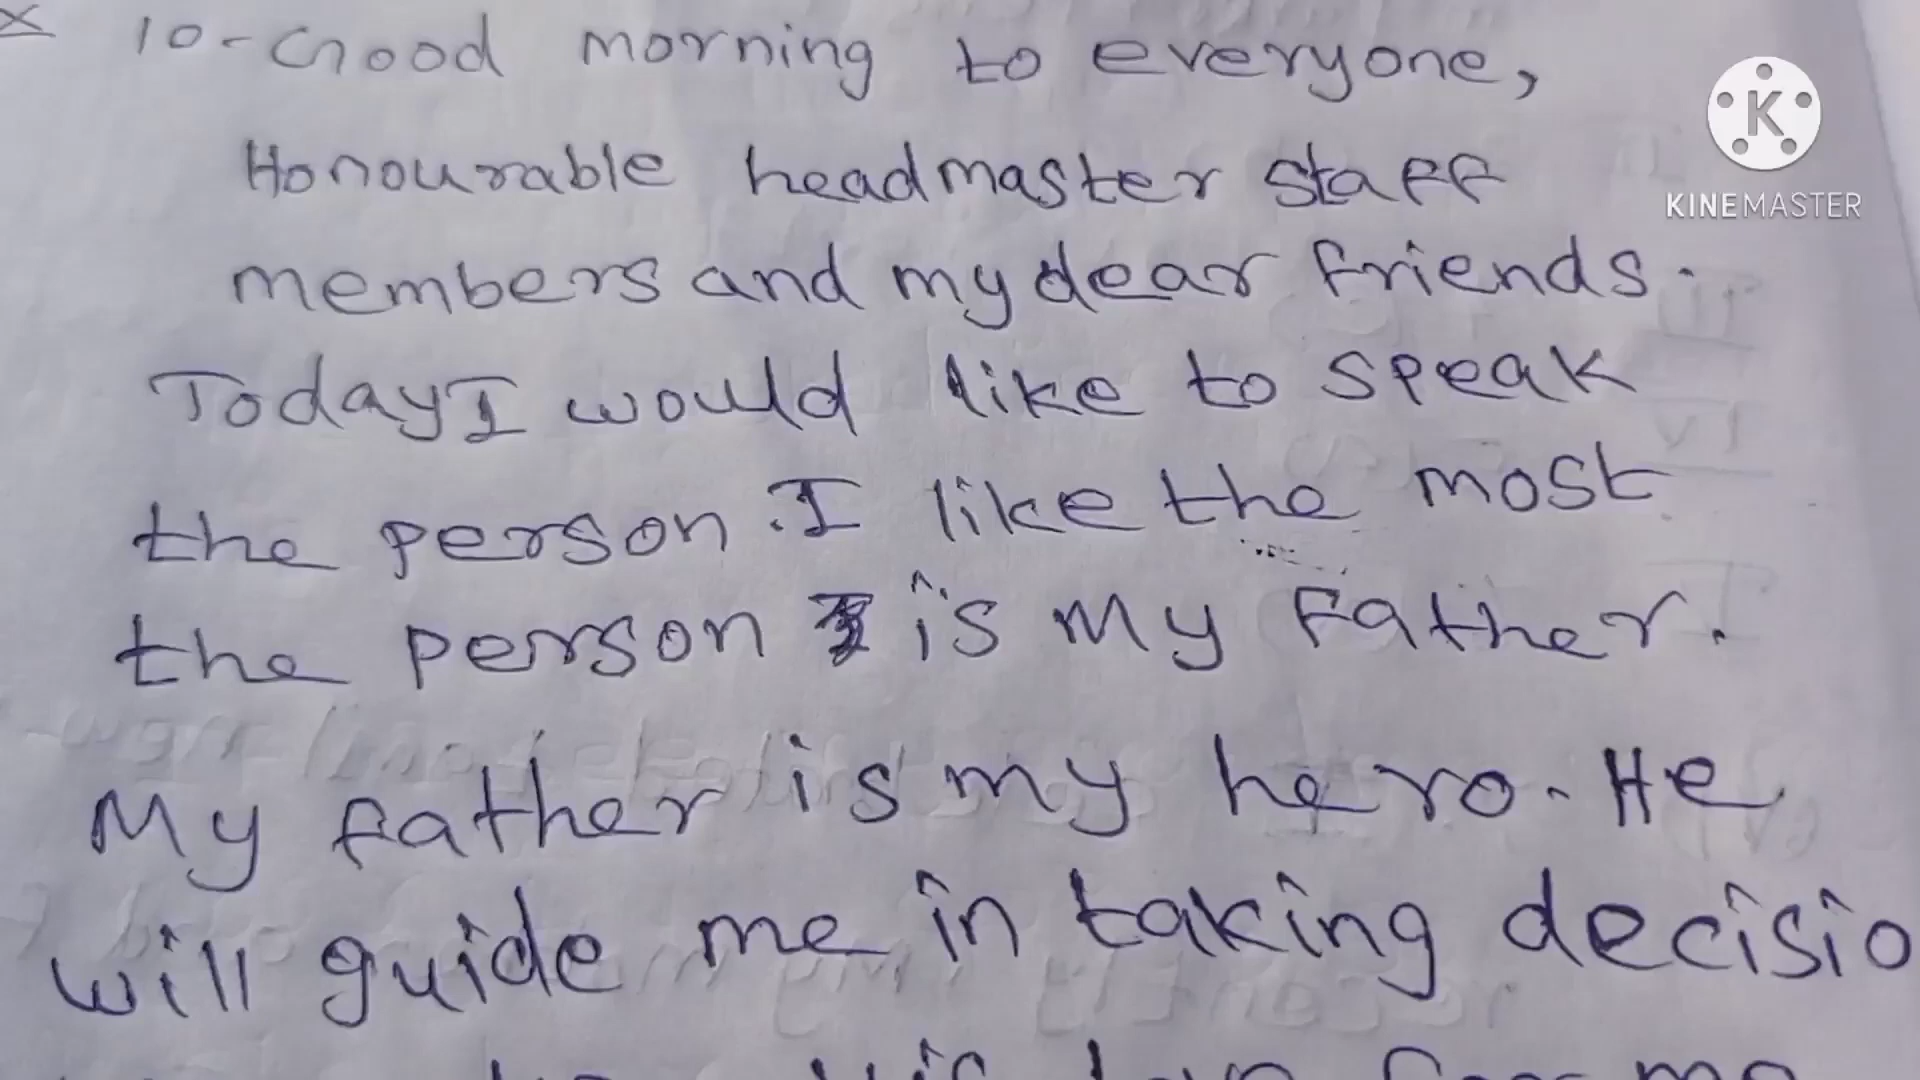 10-Good morning to everyone,
K
KINEMASTER
Honourable headmaster staff
members and my dear friends.
Today I would like to speak
the person. I like the most
the person is my father.
My father is my hero. He
will guide me in taking decisio